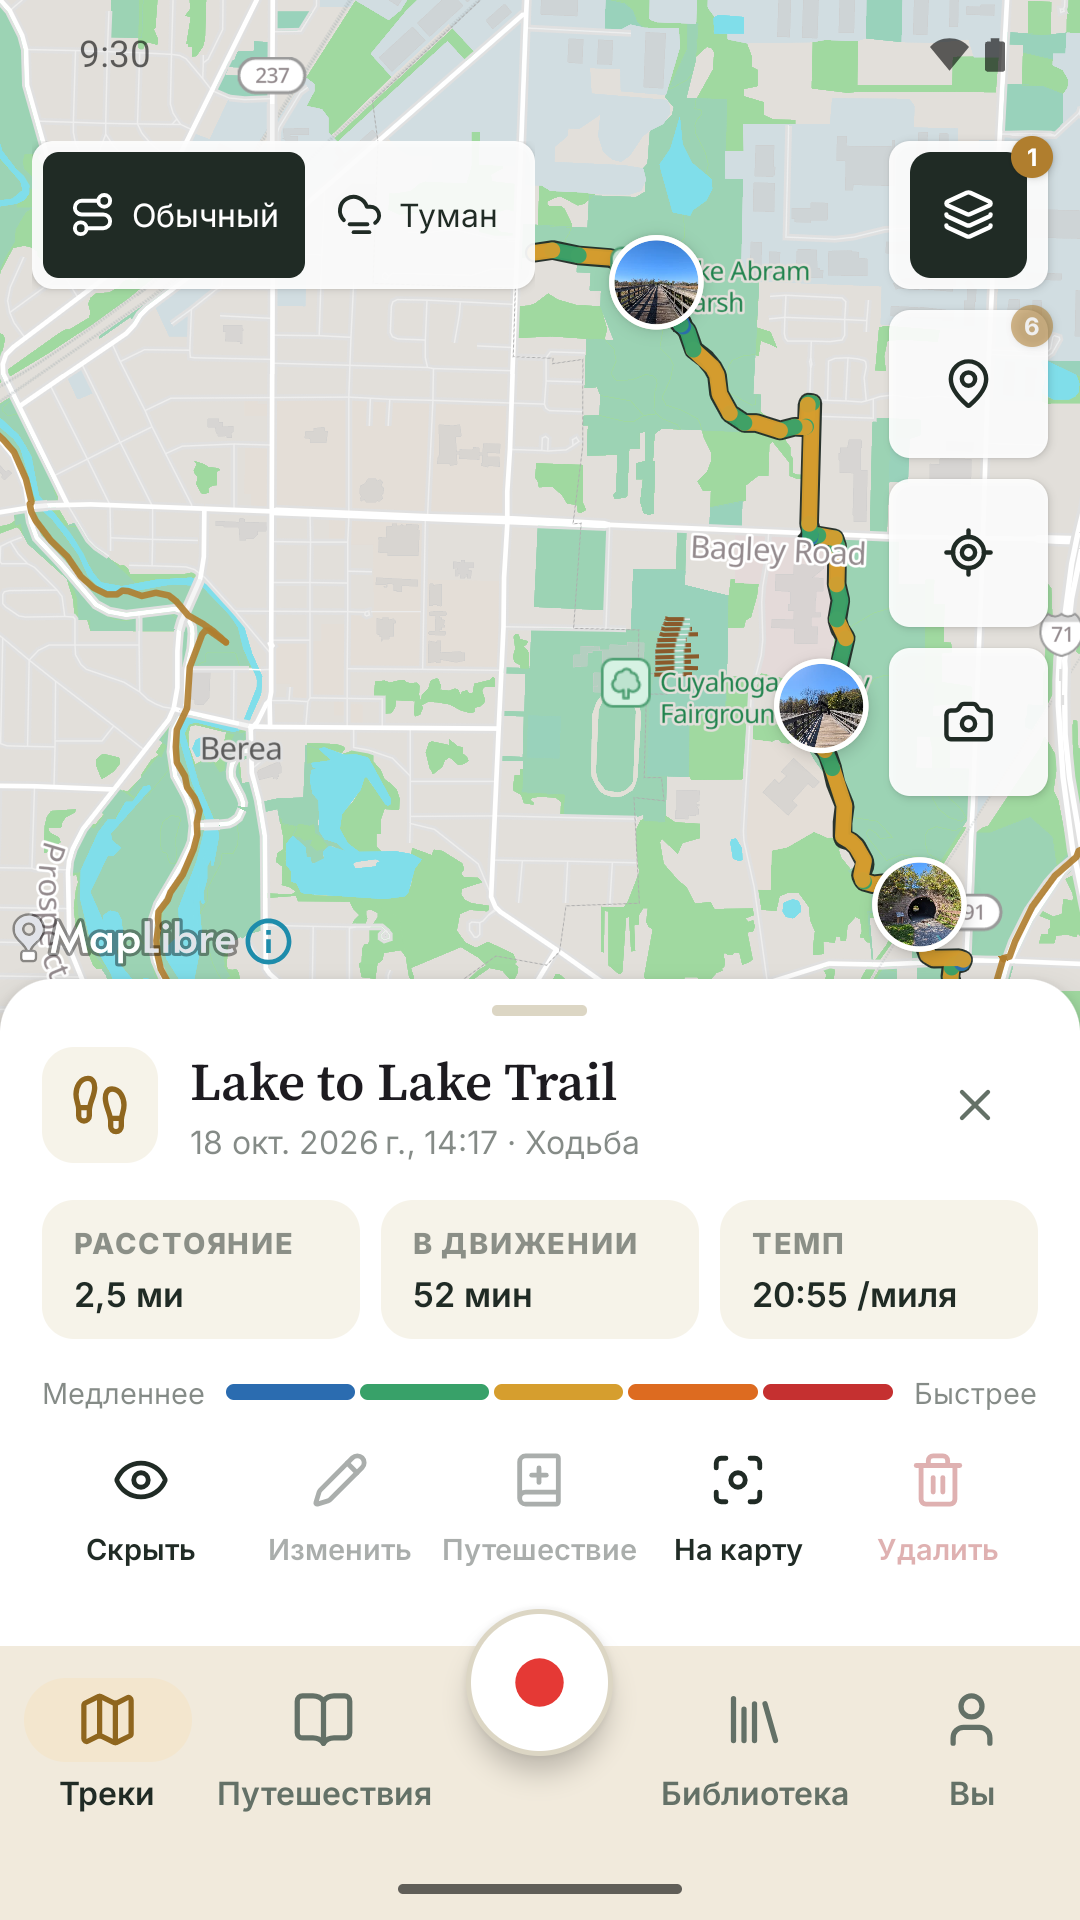 9:30
237
1
Обычный
Туман
ke Abram
arsh
6
Bagley Road
71
Cuyahoga
Fairgroun
Berea
Prospect
91
MapLibre
Lake to Lake Trail
18 окт. 2026 г., 14:17 · Ходьба
РАССТОЯНИЕ
2,5 ми
В ДВИЖЕНИИ
52 мин
ТЕМП
20:55 /миля
Медленнее
Быстрее
Скрыть
Изменить
Путешествие
На карту
Удалить
Треки
Путешествия
Библиотека
Вы